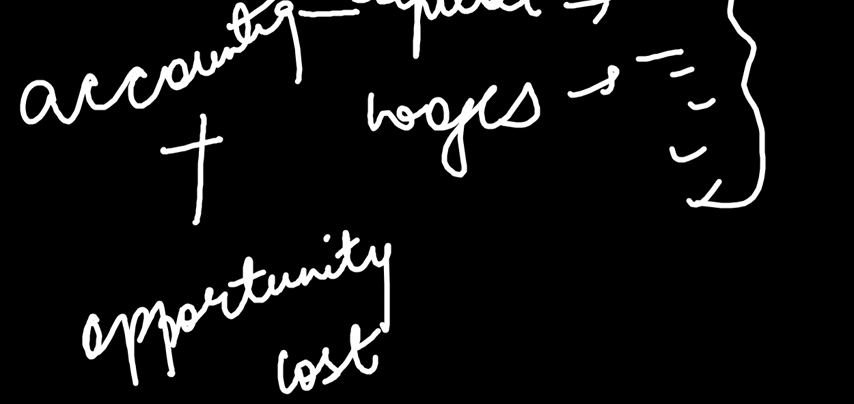 accounting —
wages →
+
opportunity
cost